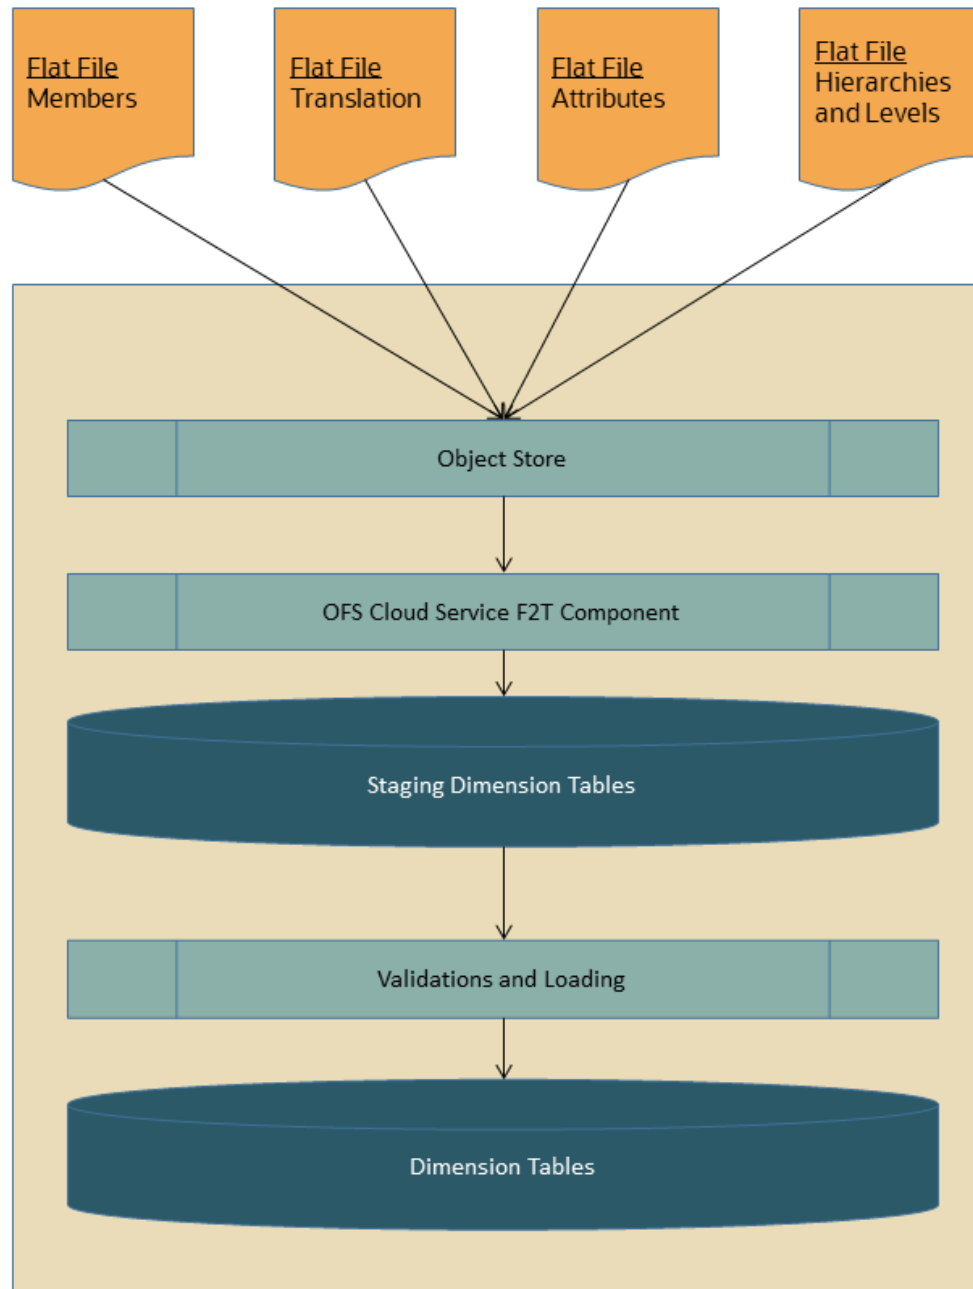 Flat File
Members
Flat File
Translation
Flat File
Attributes
Flat File
Hierarchies
and Levels
Object Store
OFS Cloud Service F2T Component
Staging Dimension Tables
Validations and Loading
Dimension Tables